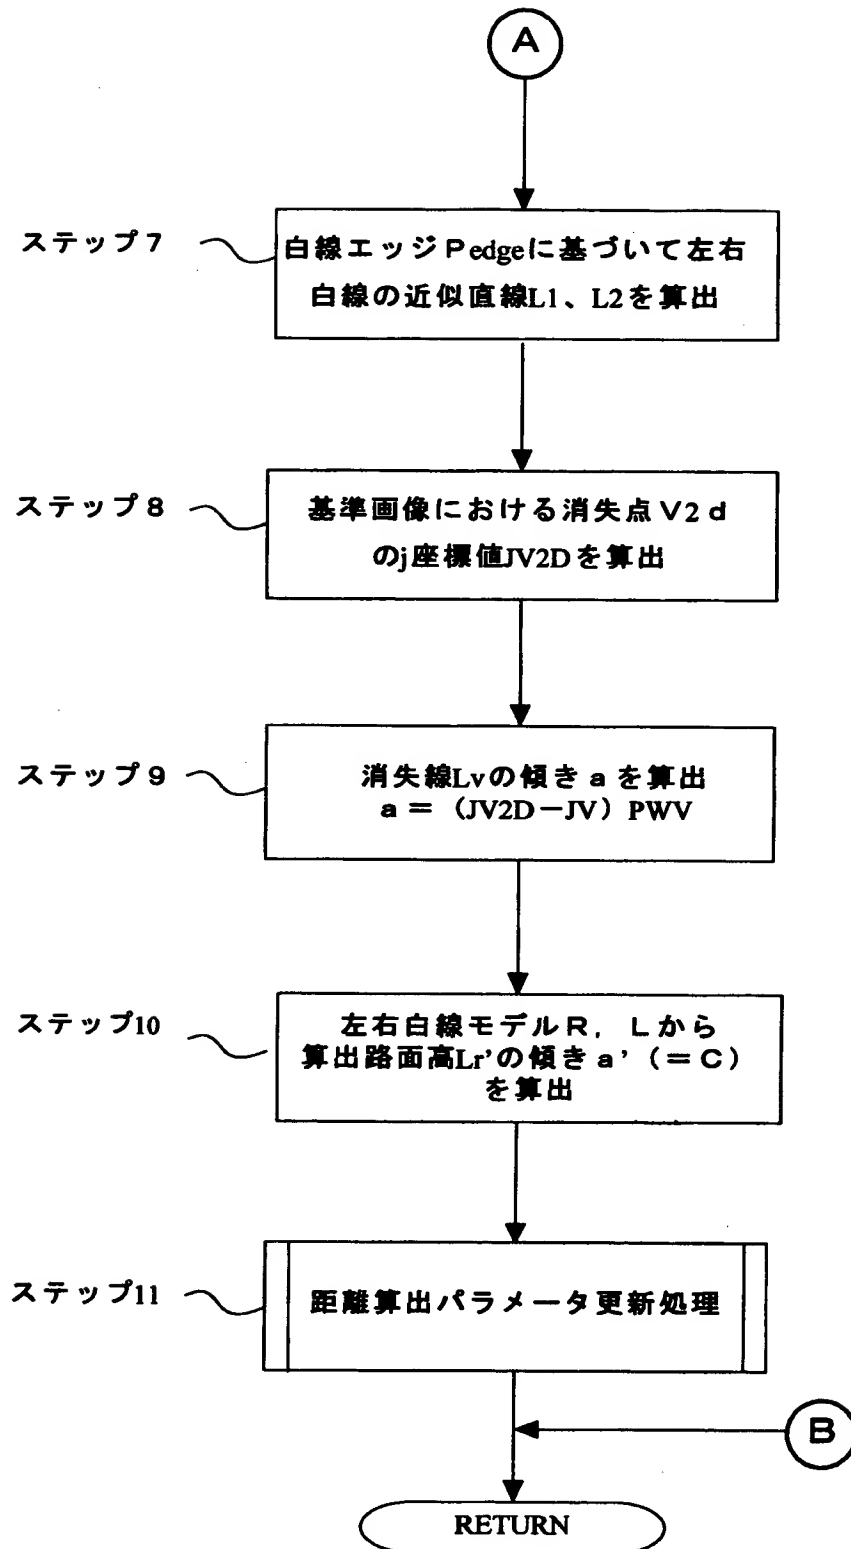 A
ステップ7
白線エッジPedgeに基づいて左右
白線の近似直線L1、L2を算出
ステップ8
基準画像における消失点V2d
のj座標値JV2Dを算出
ステップ9
消失線Lvの傾きaを算出
a=(JV2D-JV)PWV
ステップ10
左右白線モデルR，Lから
算出路面高Lr'の傾きa'(=C)
を算出
ステップ11
距離算出パラメータ更新処理
B
RETURN